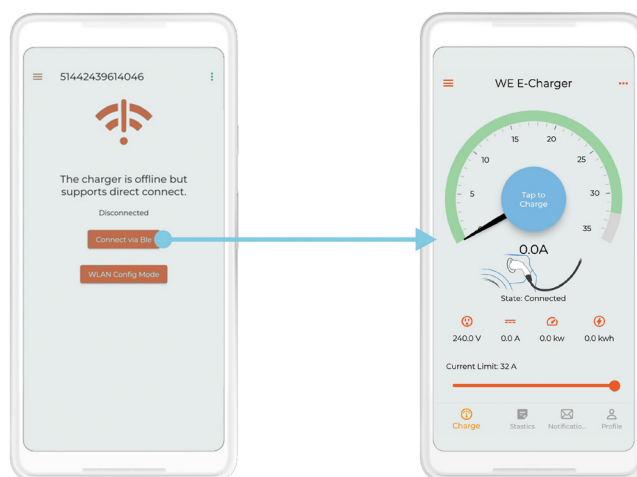 51442439614046
The charger is offline but
supports direct connect.
Disconnected
Connect via Ble
WLAN Config Mode
WE E-Charger
5
10
15
20
25
30
35
Tap to
Charge
0.0A
State: Connected
240.0 V 0.0 A 0.0 kw 0.0 kwh
Current Limit: 32 A
Charge Stastics Notificatio... Profile